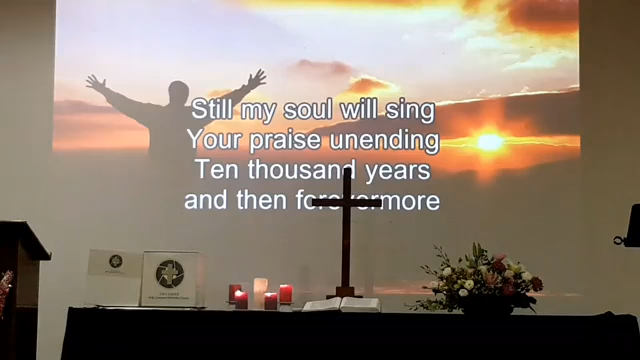 Still my soul will sing
Your praise unending
Ten thousand years
and then forevermore